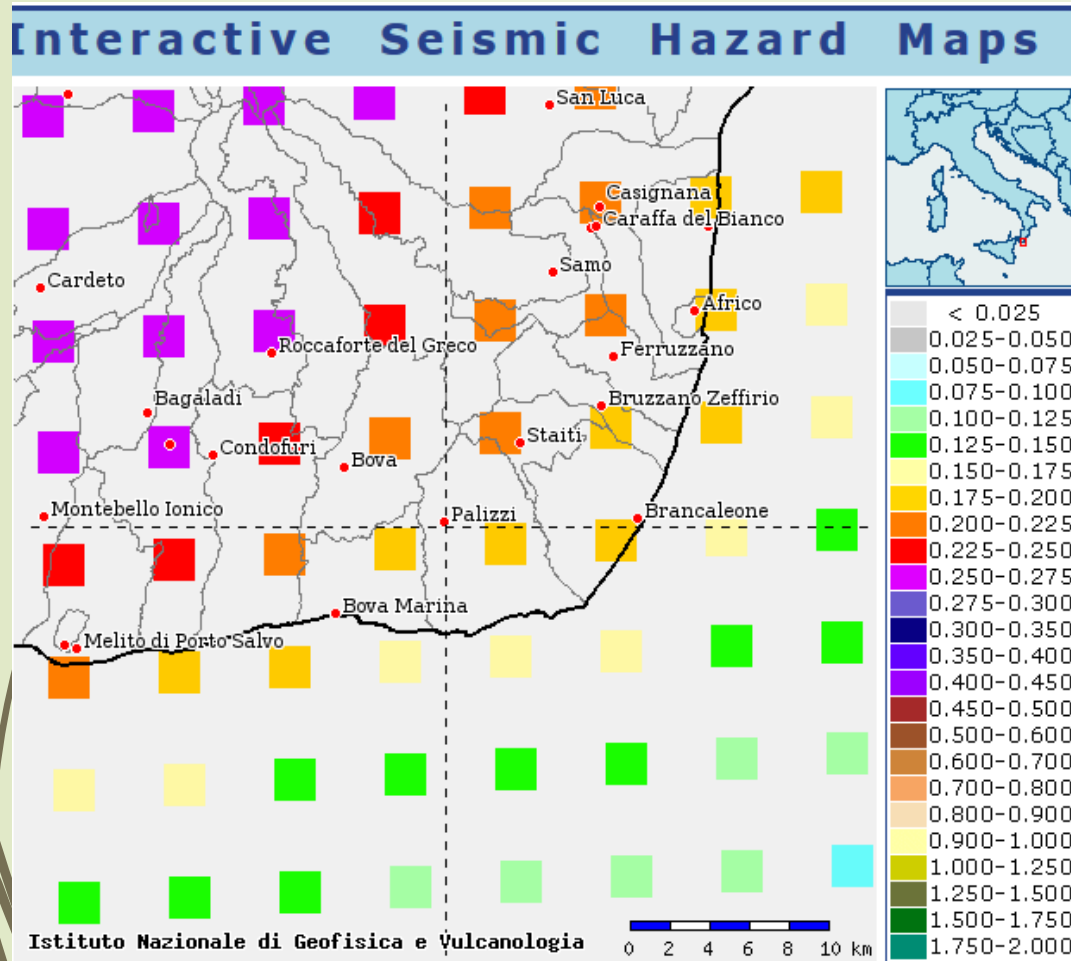 Interactive Seismic Hazard Maps
San Luca
Casignana
Caraffa del Bianco
Samo
Cardeto
Africo
Roccaforte del Greco
Ferruzzano
Bagaladi
Bruzzano Zeffirio
Staiti
Condofuri
Bova
Montebello Ionico
Palizzi
Brancaleone
Bova Marina
Melito di Porto Salvo
Istituto Nazionale di Geofisica e Vulcanologia
0 2 4 6 8 10 km
< 0.025
0.025-0.050
0.050-0.075
0.075-0.100
0.100-0.125
0.125-0.150
0.150-0.175
0.175-0.200
0.200-0.225
0.225-0.250
0.250-0.275
0.275-0.300
0.300-0.350
0.350-0.400
0.400-0.450
0.450-0.500
0.500-0.600
0.600-0.700
0.700-0.800
0.800-0.900
0.900-1.000
1.000-1.250
1.250-1.500
1.500-1.750
1.750-2.000